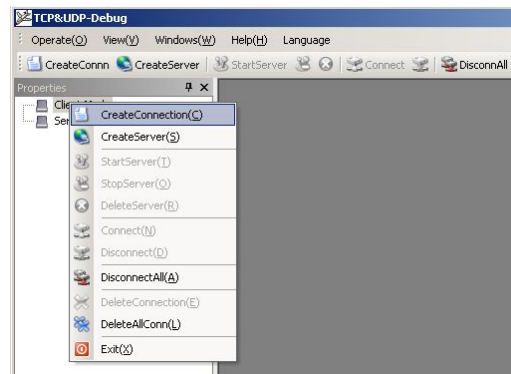 TCP&UDP-Debug
Operate(O) View(V) Windows(W) Help(H) Language
CreateConnn CreateServer StartServer Connect DisconnAll
Properties
CreateConnection(C)
Ser
CreateServer(S)
StartServer(T)
StopServer(O)
DeleteServer(R)
Connect(N)
Disconnect(D)
DisconnectAll(A)
DeleteConnection(E)
DeleteAllConn(L)
Exit(X)